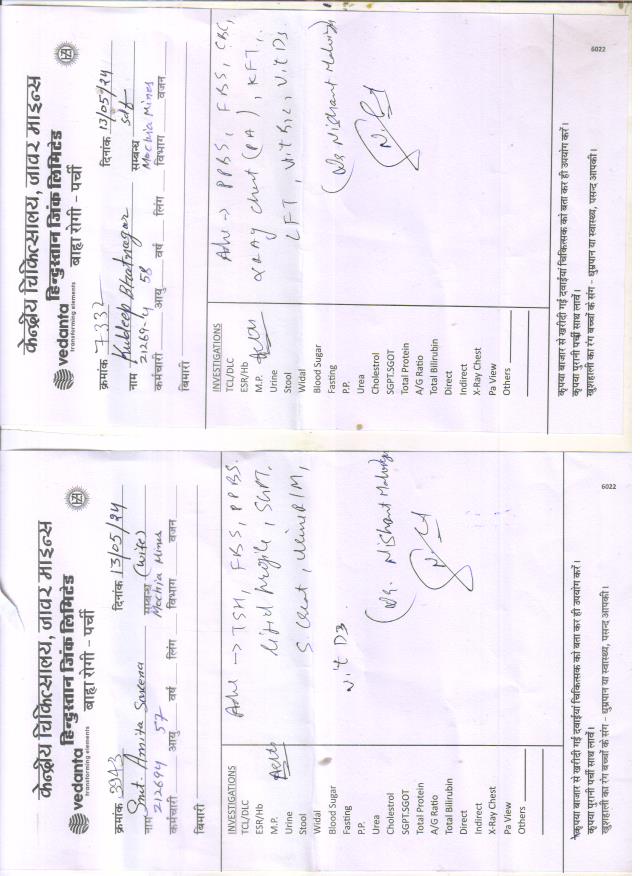 केन्द्रीय चिकित्सालय, जावर माइन्स
vedanta हिन्दुस्तान जिंक लिमिटेड
transforming elements
बाह्य रोगी - पर्ची
क्रमांक 7332 दिनांक 13/05/24
नाम Kuldeep Bhatnagar सम्बन्ध self
21269-4 58 Mochia Mines
कर्मचारी आयु वर्ष लिंग विभाग वजन
बिमारी
INVESTIGATIONS
TCL/DLC
ESR/Hb
M.P.
Urine
Stool
Widal
Blood Sugar
Fasting
P.P.
Urea
Cholestrol
SGPT.SGOT
Total Protein
A/G Ratio
Total Bilirubin
Direct
Indirect
X-Ray Chest
Pa View
Others
Adv → PPBS, FBS, CBC,
XRAY chest (PA), KFT,
LFT, Vit B12, Vit D3
(Dr Nishant
कृपया बाजार से खरीदी गई दवाईयां चिकित्सक को बता कर ही उपयोग करें।
कृपया पुरानी पर्ची साथ लावें।
खुशहाली का रंग बच्चों के संग - धुम्रपान या स्वास्थ्य, पसन्द आपकी।
6022
केन्द्रीय चिकित्सालय, जावर माइन्स
vedanta हिन्दुस्तान जिंक लिमिटेड
transforming elements
बाह्य रोगी - पर्ची
क्रमांक दिनांक 13/05/24
नाम Smt. Amita Saxena सम्बन्ध (wife)
212694 57 Mochia Mines
कर्मचारी आयु वर्ष लिंग विभाग वजन
बिमारी
INVESTIGATIONS
TCL/DLC
ESR/Hb
M.P.
Urine
Stool
Widal
Blood Sugar
Fasting
P.P.
Urea
Cholestrol
SGPT.SGOT
Total Protein
A/G Ratio
Total Bilirubin
Direct
Indirect
X-Ray Chest
Pa View
Others
Adv → TSH, FBS, PPBS.
Lipid Profile, SGPT.
S. Creat, Urine R/M,
Vit D3.
(Dr. Nishant
कृपया बाजार से खरीदी गई दवाईयां चिकित्सक को बता कर ही उपयोग करें।
कृपया पुरानी पर्ची साथ लावें।
खुशहाली का रंग बच्चों के संग - धुम्रपान या स्वास्थ्य, पसन्द आपकी।
6022